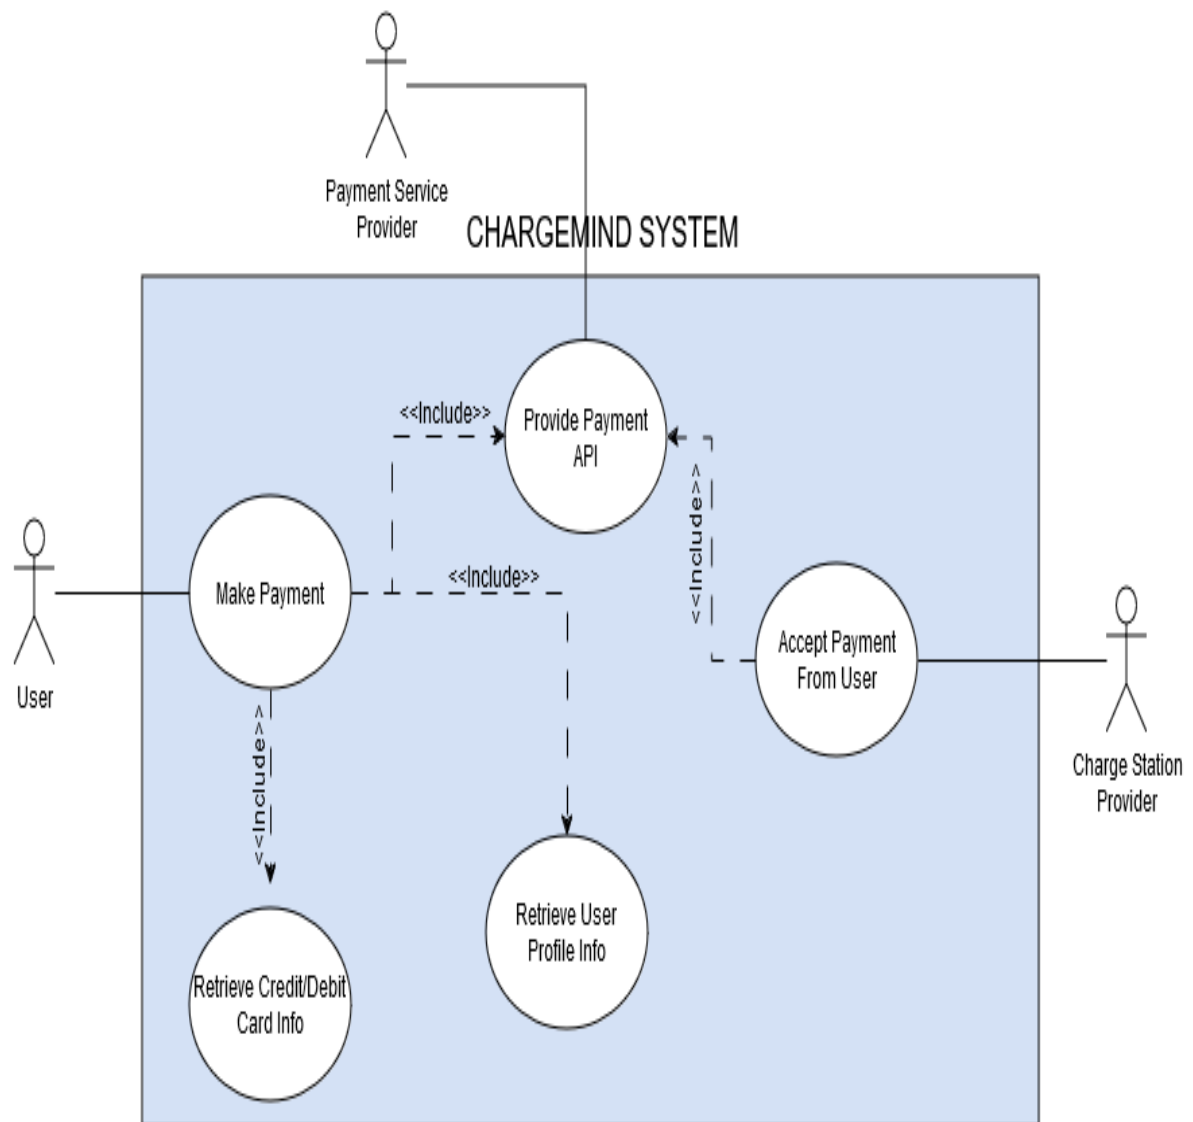 Payment Service
Provider
CHARGEMIND SYSTEM
<<Include>>
Provide Payment
API
<<Include>>
<<Include>>
Make Payment
User
Accept Payment
From User
Charge Station
Provider
<<Include>>
Retrieve User
Profile Info
Retrieve Credit/Debit
Card Info